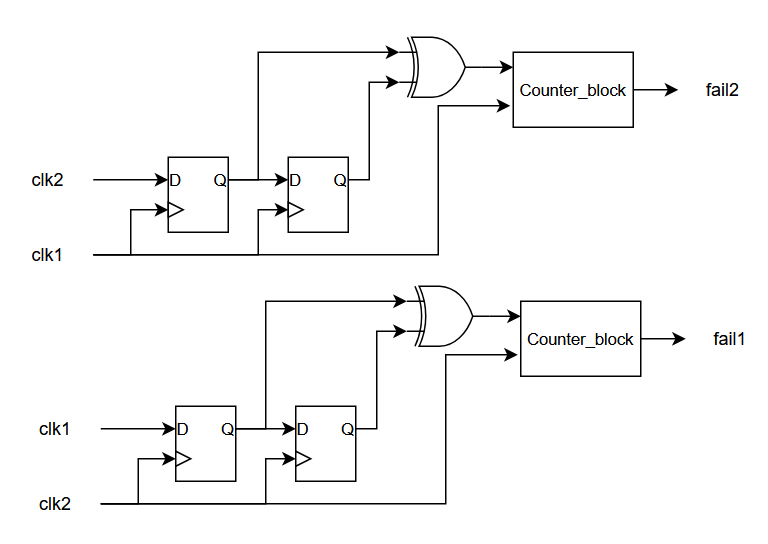 Counter_block
fail2
clk2
D
Q
D
Q
clk1
Counter_block
fail1
clk1
D
Q
D
Q
clk2